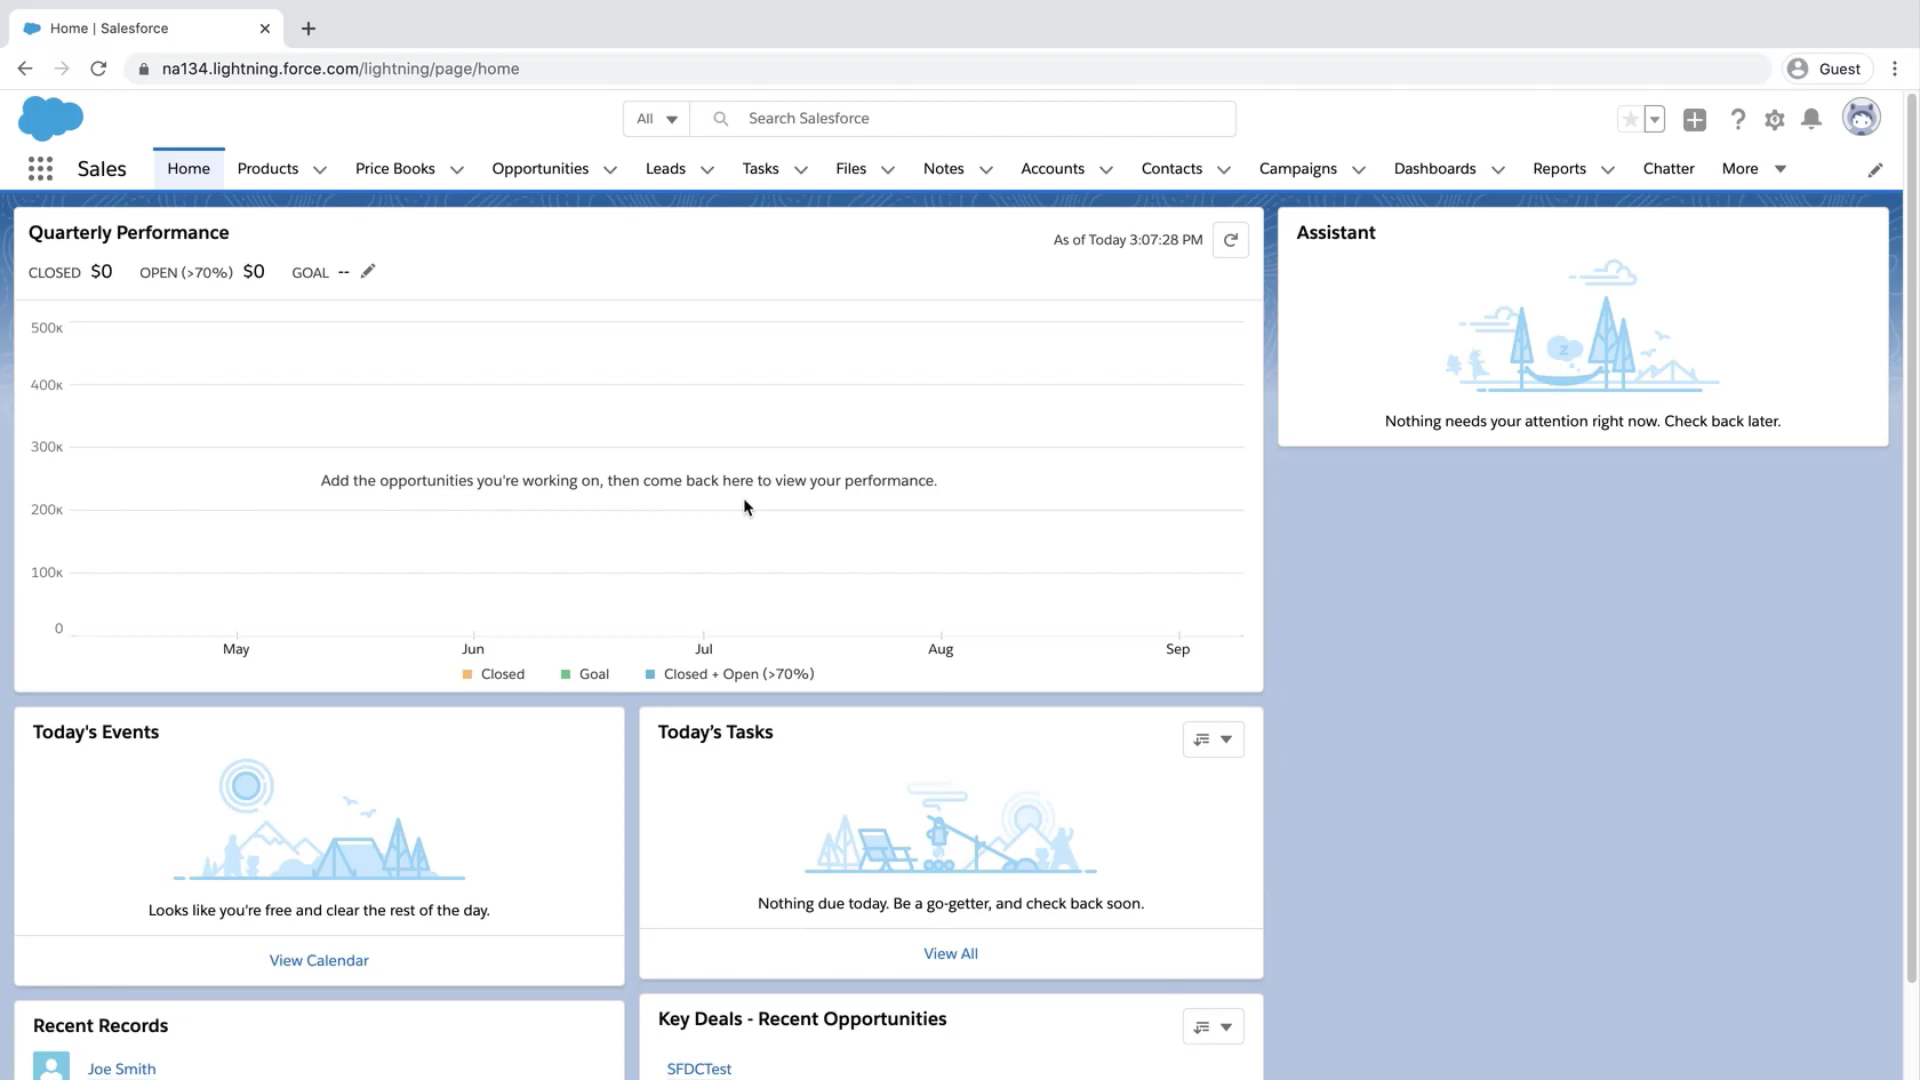 Home | Salesforce
na134.lightning.force.com/lightning/page/home
Guest
All
Search Salesforce
Sales
Home
Products
Price Books
Opportunities
Leads
Tasks
Files
Notes
Accounts
Contacts
Campaigns
Dashboards
Reports
Chatter
More
Quarterly Performance
As of Today 3:07:28 PM
CLOSED $0 OPEN (>70%) $0 GOAL --
500K
400K
300K
Add the opportunities you're working on, then come back here to view your performance.
200K
100K
0
May
Jun
Jul
Aug
Sep
Closed
Goal
Closed + Open (>70%)
Assistant
z
Nothing needs your attention right now. Check back later.
Today's Events
Looks like you're free and clear the rest of the day.
View Calendar
Today’s Tasks
Nothing due today. Be a go-getter, and check back soon.
View All
Recent Records
Joe Smith
Key Deals - Recent Opportunities
SFDCTest